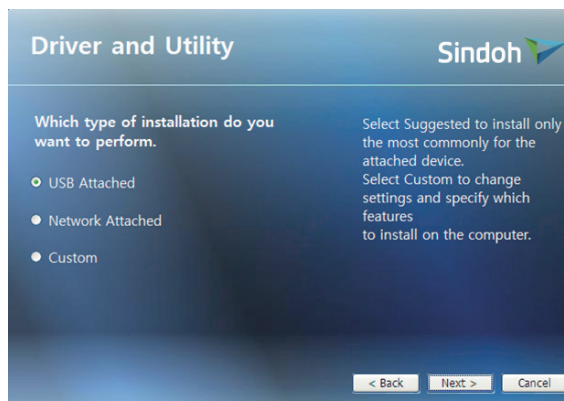 Driver and Utility
Sindoh
Which type of installation do you
want to perform.
USB Attached
Network Attached
Custom
Select Suggested to install only
the most commonly for the
attached device.
Select Custom to change
settings and specify which
features
to install on the computer.
< Back
Next >
Cancel